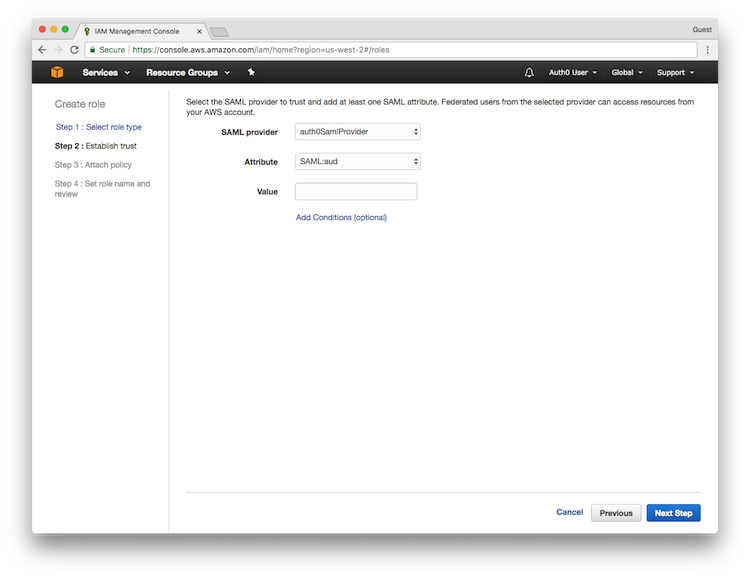 IAM Management Console
Guest
Secure https://console.aws.amazon.com/iam/home?region=us-west-2#/roles
Services Resource Groups Auth0 User Global Support
Create role
Step 1 : Select role type
Step 2 : Establish trust
Step 3 : Attach policy
Step 4 : Set role name and
review
Select the SAML provider to trust and add at least one SAML attribute. Federated users from the selected provider can access resources from
your AWS account.
SAML provider auth0SamlProvider
Attribute SAML:aud
Value
Add Conditions (optional)
Cancel Previous Next Step